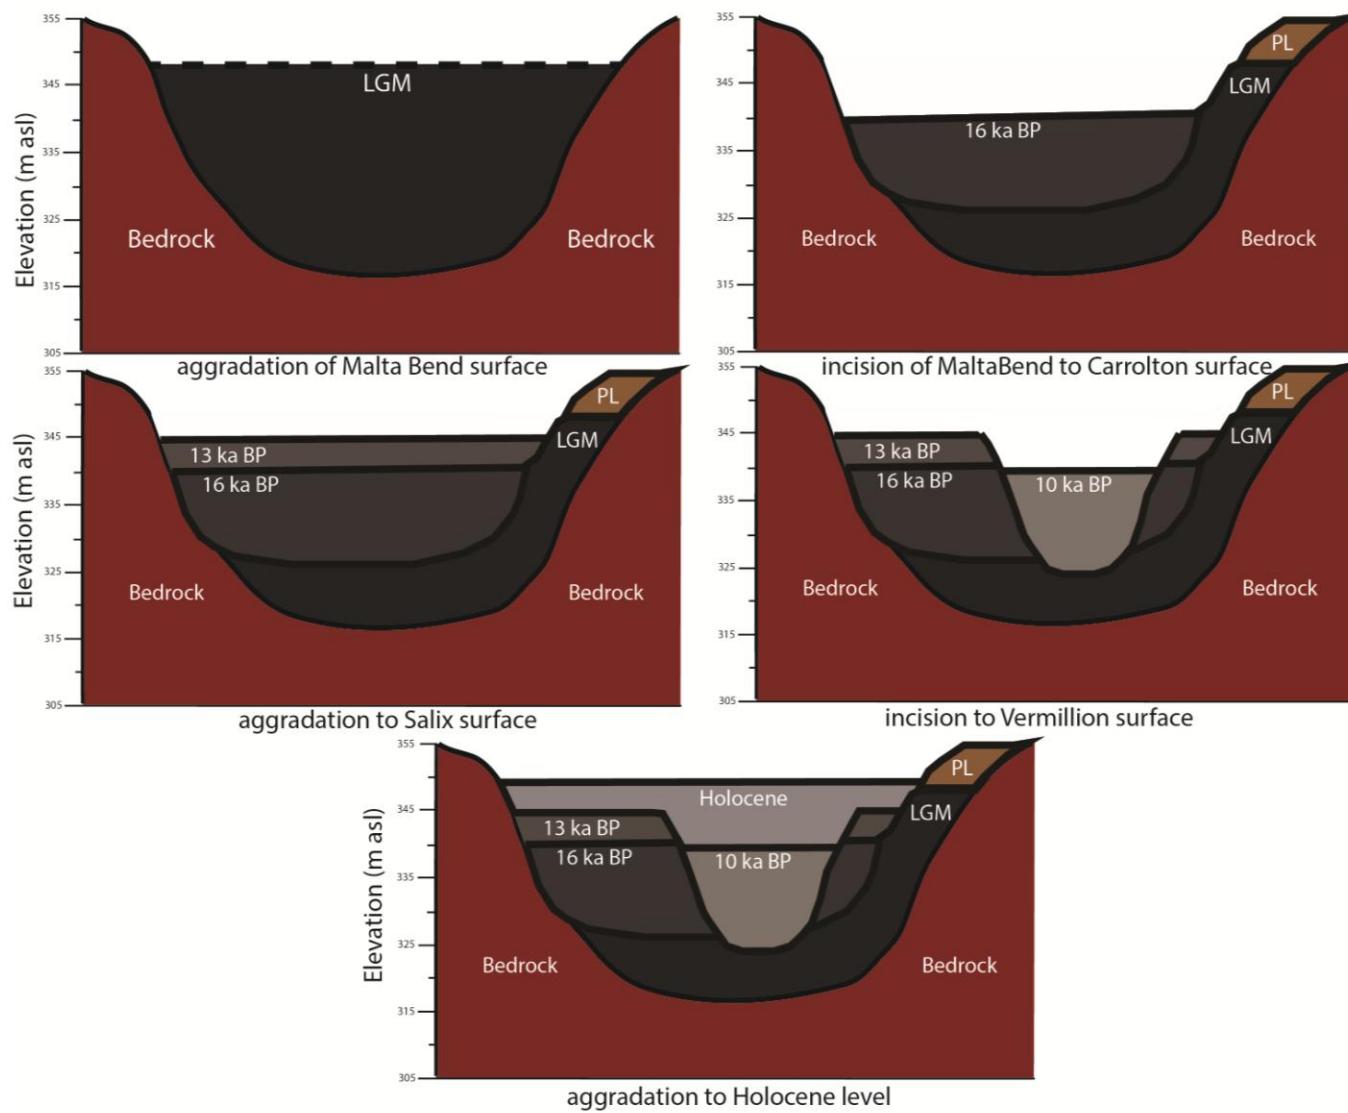 355
345
335
325
315
305
Elevation (m asl)
LGM
Bedrock
Bedrock
aggradation of Malta Bend surface
355
345
335
325
315
305
PL
LGM
16 ka BP
Bedrock
Bedrock
incision of MaltaBend to Carrolton surface
355
345
335
325
315
305
Elevation (m asl)
PL
LGM
13 ka BP
16 ka BP
Bedrock
Bedrock
aggradation to Salix surface
355
345
335
325
315
305
PL
LGM
13 ka BP
16 ka BP
10 ka BP
Bedrock
Bedrock
incision to Vermillion surface
355
345
335
325
315
305
Elevation (m asl)
PL
Holocene
LGM
13 ka BP
16 ka BP
10 ka BP
Bedrock
Bedrock
aggradation to Holocene level